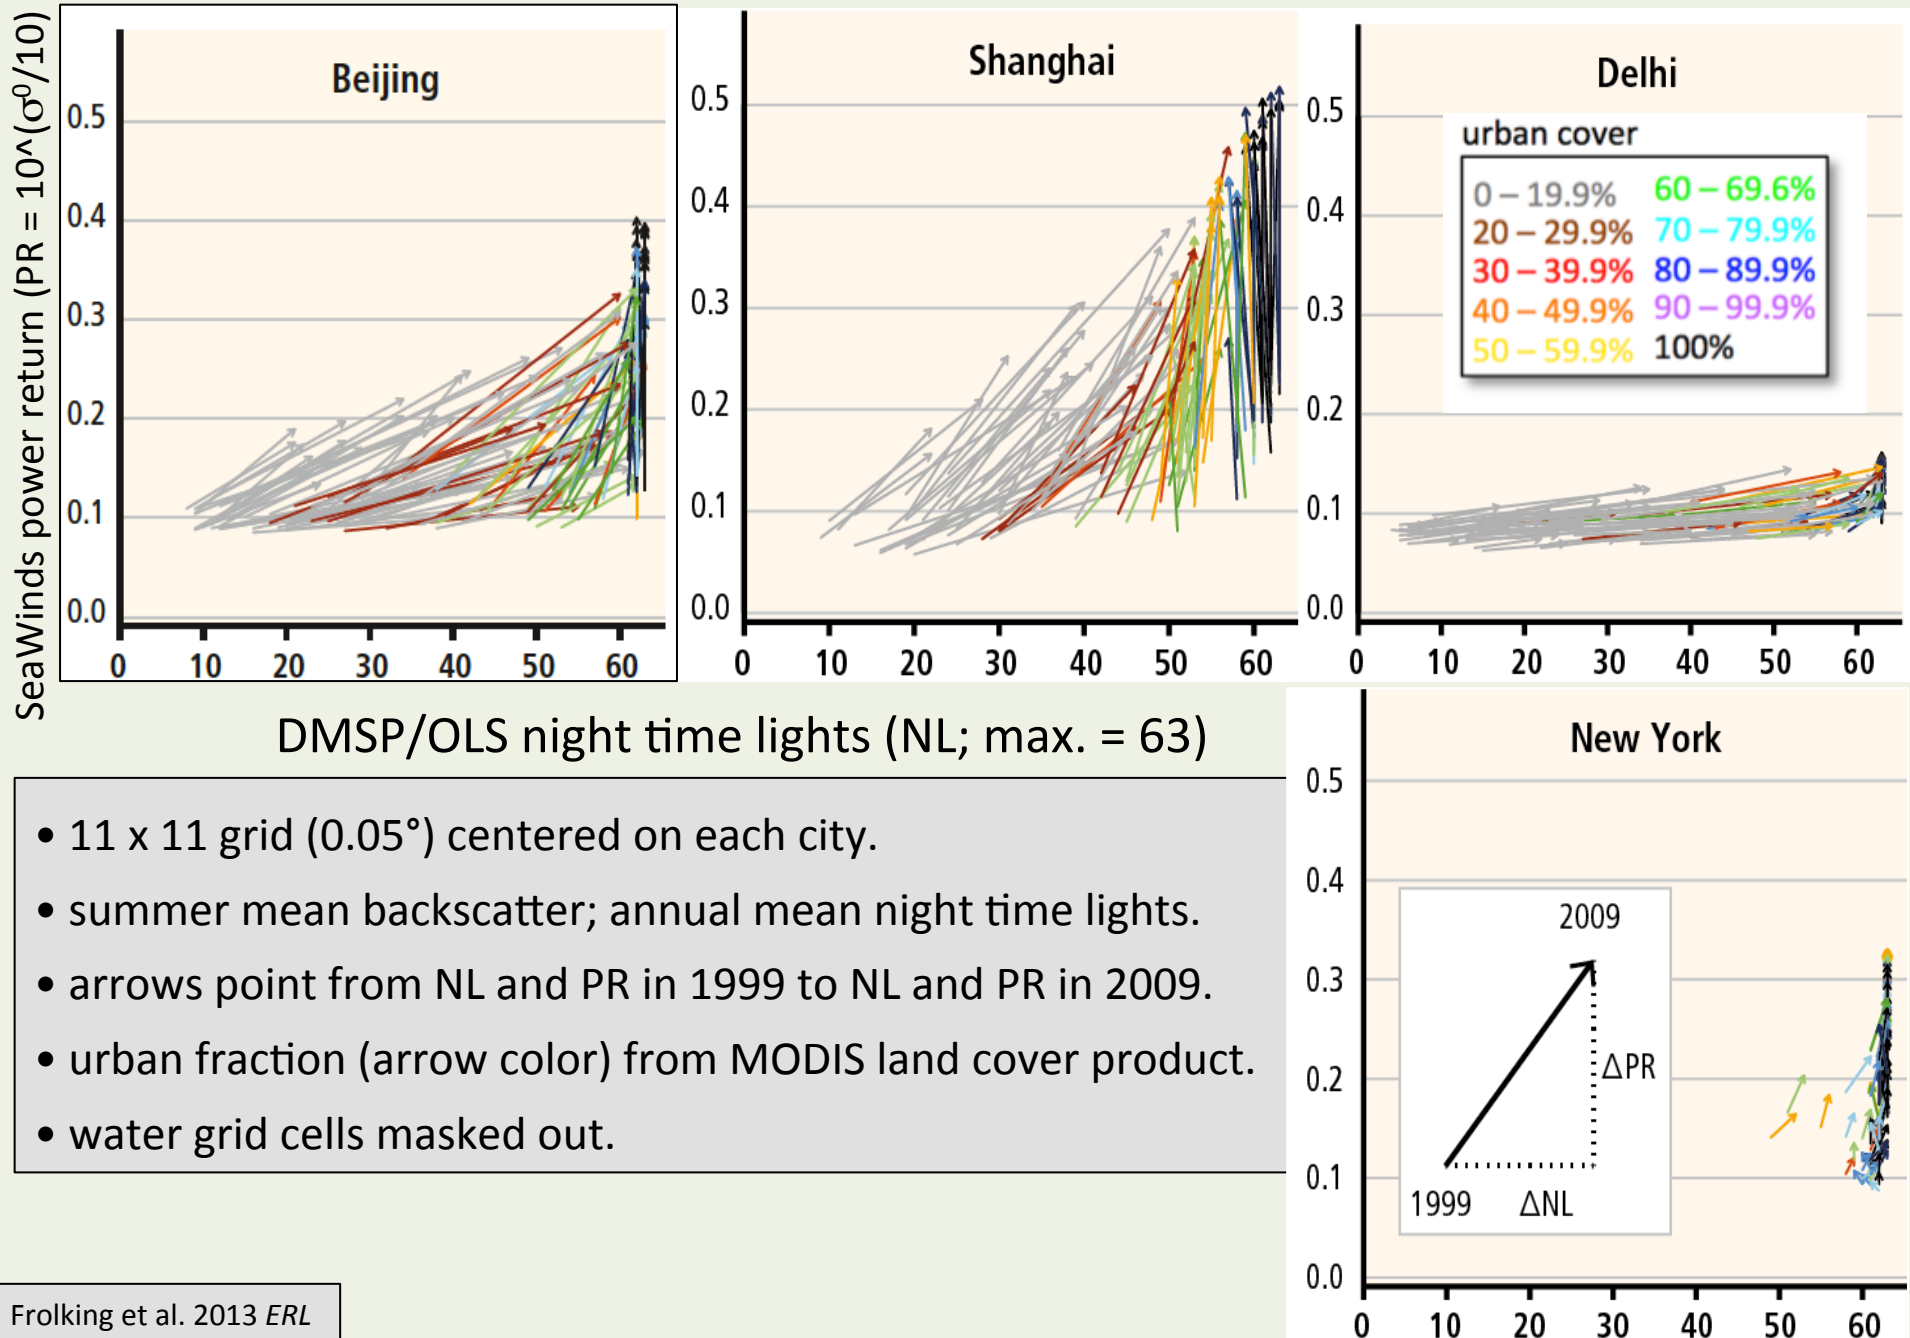 SeaWinds power return (PR = 10^(σ⁰/10)
Beijing
0.5
0.4
0.3
0.2
0.1
0.0
0 10 20 30 40 50 60
Shanghai
0.5
0.4
0.3
0.2
0.1
0.0
0 10 20 30 40 50 60
Delhi
0.5
0.4
0.3
0.2
0.1
0.0
urban cover
0 – 19.9% 60 – 69.6%
20 – 29.9% 70 – 79.9%
30 – 39.9% 80 – 89.9%
40 – 49.9% 90 – 99.9%
50 – 59.9% 100%
0 10 20 30 40 50 60
DMSP/OLS night time lights (NL; max. = 63)
• 11 x 11 grid (0.05°) centered on each city.
• summer mean backscatter; annual mean night time lights.
• arrows point from NL and PR in 1999 to NL and PR in 2009.
• urban fraction (arrow color) from MODIS land cover product.
• water grid cells masked out.
New York
0.5
0.4
0.3
0.2
0.1
0.0
2009
ΔPR
1999 ΔNL
0 10 20 30 40 50 60
Frolking et al. 2013 ERL